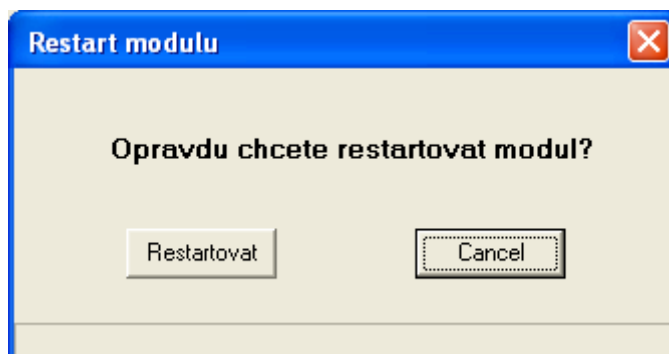 Restart modulu
Opravdu chcete restartovat modul?
Restartovat
Cancel